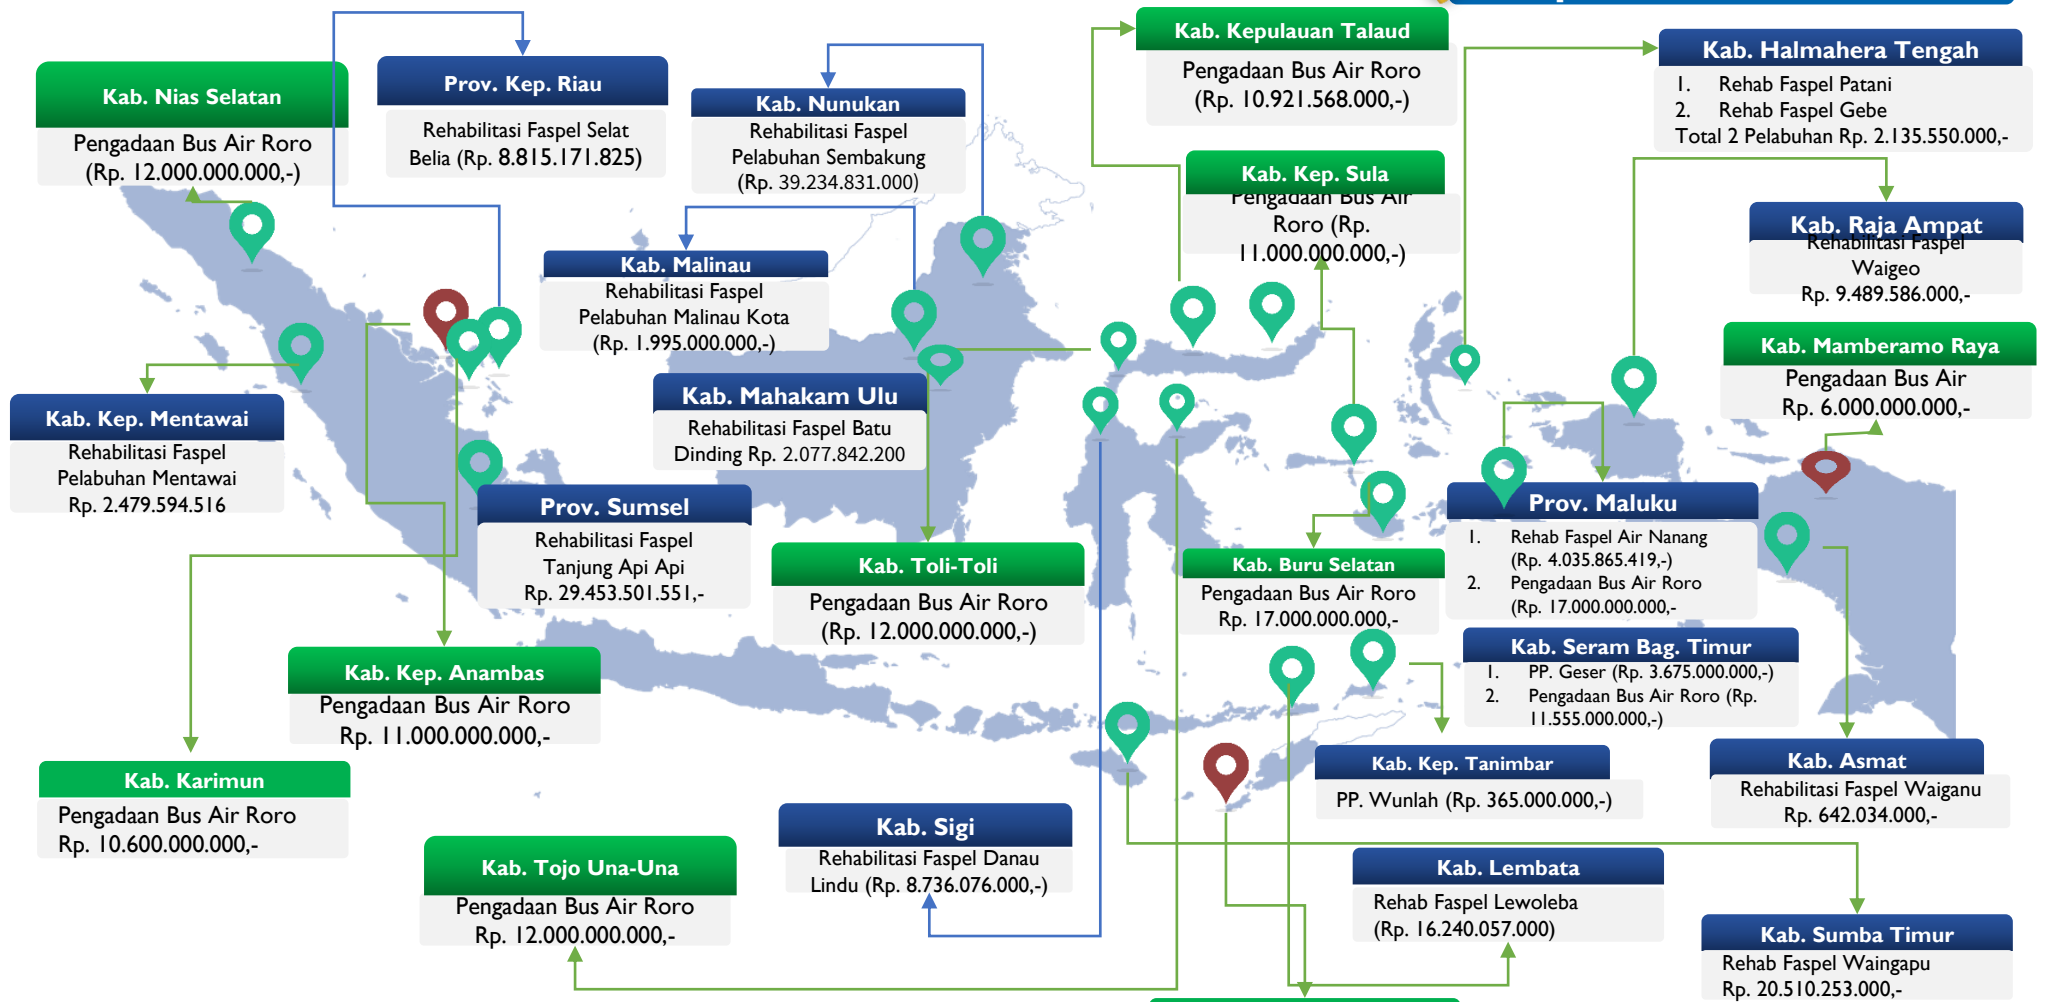 Kab. Nias Selatan
Pengadaan Bus Air Roro
(Rp. 12.000.000.000,-)
Prov. Kep. Riau
Rehabilitasi Faspel Selat
Belia (Rp. 8.815.171.825)
Kab. Nunukan
Rehabilitasi Faspel
Pelabuhan Sembakung
(Rp. 39.234.831.000)
Kab. Kepulauan Talaud
Pengadaan Bus Air Roro
(Rp. 10.921.568.000,-)
Kab. Halmahera Tengah
1. Rehab Faspel Patani
2. Rehab Faspel Gebe
Total 2 Pelabuhan Rp. 2.135.550.000,-
Kab. Kep. Sula
Pengadaan Bus Air
Roro (Rp.
11.000.000.000,-)
Kab. Raja Ampat
Rehabilitasi Faspel
Waigeo
Rp. 9.489.586.000,-
Kab. Malinau
Rehabilitasi Faspel
Pelabuhan Malinau Kota
(Rp. 1.995.000.000,-)
Kab. Mamberamo Raya
Pengadaan Bus Air
Rp. 6.000.000.000,-
Kab. Kep. Mentawai
Rehabilitasi Faspel
Pelabuhan Mentawai
Rp. 2.479.594.516
Kab. Mahakam Ulu
Rehabilitasi Faspel Batu
Dinding Rp. 2.077.842.200
Prov. Sumsel
Rehabilitasi Faspel
Tanjung Api Api
Rp. 29.453.501.551,-
Kab. Toli-Toli
Pengadaan Bus Air Roro
(Rp. 12.000.000.000,-)
Kab. Buru Selatan
Pengadaan Bus Air Roro
Rp. 17.000.000.000,-
Prov. Maluku
1. Rehab Faspel Air Nanang
(Rp. 4.035.865.419,-)
2. Pengadaan Bus Air Roro
(Rp. 17.000.000.000,-
Kab. Seram Bag. Timur
1. PP. Geser (Rp. 3.675.000.000,-)
2. Pengadaan Bus Air Roro (Rp.
11.555.000.000,-)
Kab. Kep. Anambas
Pengadaan Bus Air Roro
Rp. 11.000.000.000,-
Kab. Kep. Tanimbar
PP. Wunlah (Rp. 365.000.000,-)
Kab. Asmat
Rehabilitasi Faspel Waiganu
Rp. 642.034.000,-
Kab. Karimun
Pengadaan Bus Air Roro
Rp. 10.600.000.000,-
Kab. Sigi
Rehabilitasi Faspel Danau
Lindu (Rp. 8.736.076.000,-)
Kab. Tojo Una-Una
Pengadaan Bus Air Roro
Rp. 12.000.000.000,-
Kab. Lembata
Rehab Faspel Lewoleba
(Rp. 16.240.057.000)
Kab. Sumba Timur
Rehab Faspel Waingapu
Rp. 20.510.253.000,-